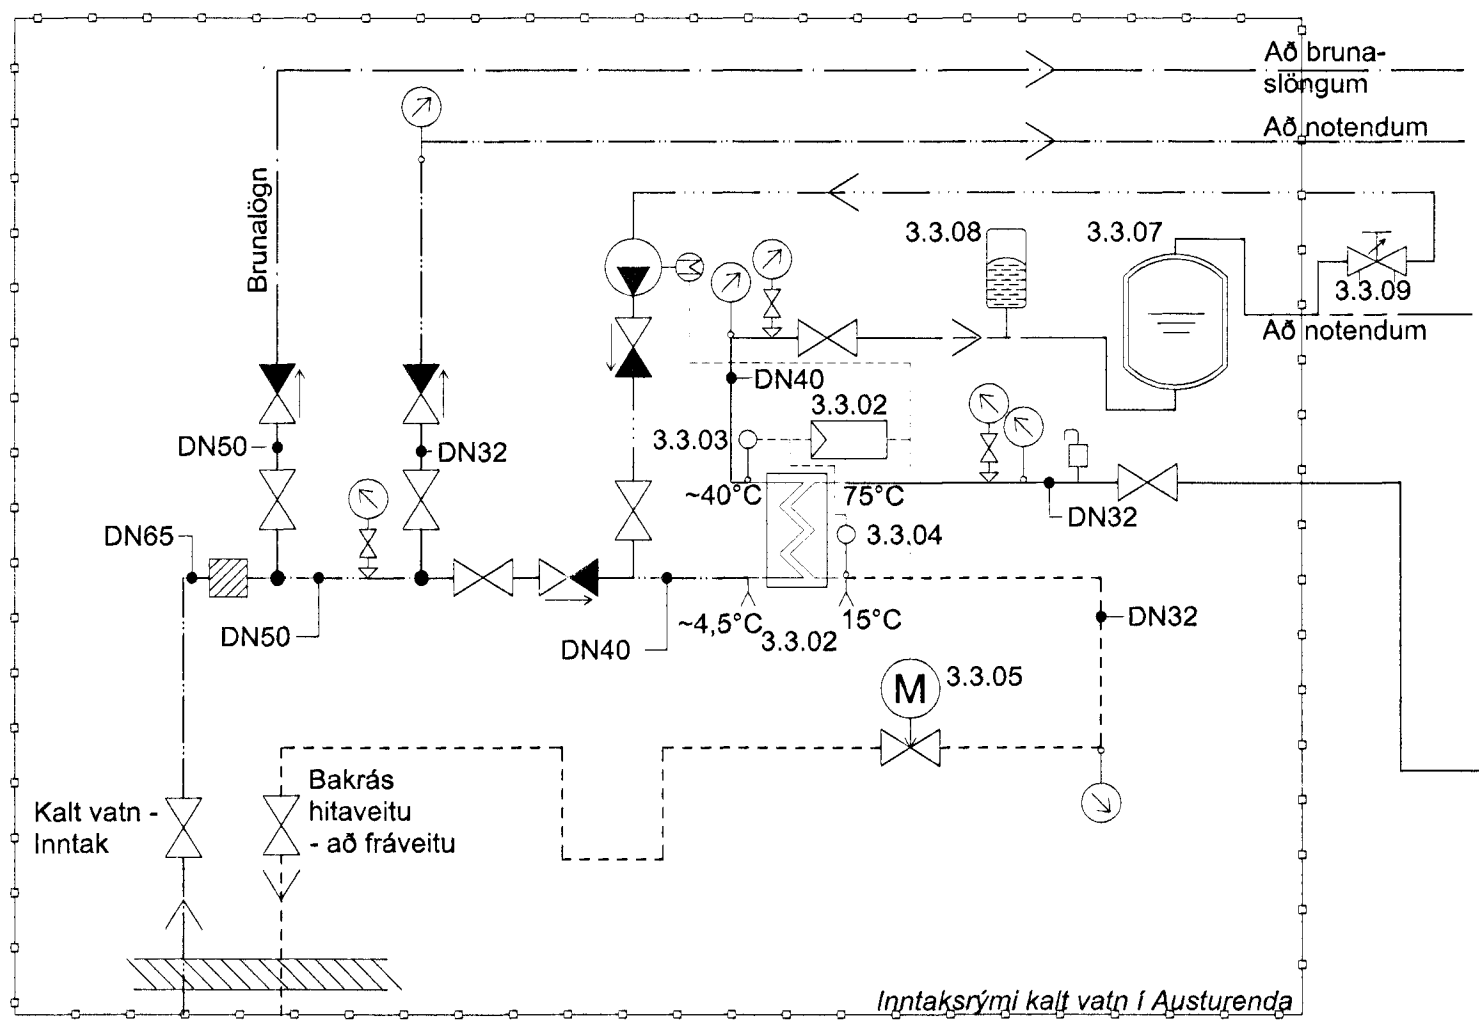 Að bruna-
slöngum
Að notendum
Brunalögn
3.3.08
3.3.07
3.3.09
Að notendum
DN40
3.3.02
3.3.03
DN50
DN32
~40°C
75°C
DN32
3.3.04
DN65
DN50
~4,5°C
15°C
3.3.02
DN40
DN32
M
3.3.05
Kalt vatn -
Inntak
Bakrás
hitaveitu
- að fráveitu
Inntaksrými kalt vatn í Austurenda